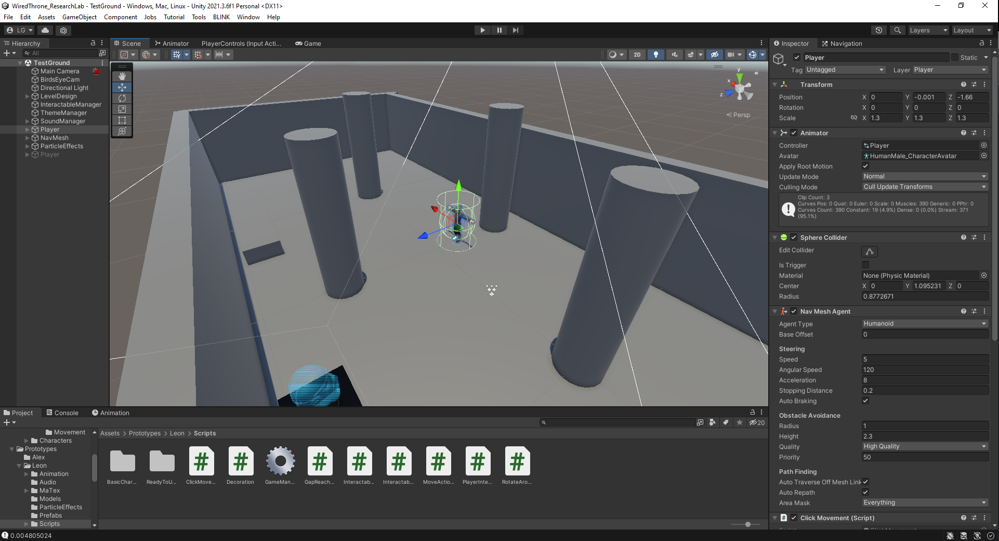 WiredThrone_ResearchLab - TestGround - Windows, Mac, Linux - Unity 2021.3.6f1 Personal <DX11>
File Edit Assets GameObject Component Jobs Tutorial Tools BLINK Window Help
LG
Layers Layout
Hierarchy
All
TestGround
Main Camera
BirdsEyeCam
Directional Light
LevelDesign
InteractableManager
ThemeManager
SoundManager
Player
NavMesh
ParticleEffects
Player
Scene Animator PlayerControls (Input Acti... Game
2D
y
x
z
< Persp
Inspector Navigation
Player Static
Tag Untagged Layer Player
Transform
Position X 0 Y -0.001 Z -1.66
Rotation X 0 Y 0 Z 0
Scale X 1.3 Y 1.3 Z 1.3
Animator
Controller Player
Avatar HumanMale_CharacterAvatar
Apply Root Motion
Update Mode Normal
Culling Mode Cull Update Transforms
Clip Count: 3
Curves Pos: 0 Quat: 0 Euler: 0 Scale: 0 Muscles: 390 Generic: 0 PPtr: 0
Curves Count: 390 Constant: 19 (4.9%) Dense: 0 (0.0%) Stream: 371
(95.1%)
Sphere Collider
Edit Collider
Is Trigger
Material None (Physic Material)
Center X 0 Y 1.095231 Z 0
Radius 0.8772671
Nav Mesh Agent
Agent Type Humanoid
Base Offset 0
Steering
Speed 5
Angular Speed 120
Acceleration 8
Stopping Distance 0.2
Auto Braking
Obstacle Avoidance
Radius 1
Height 2.3
Quality High Quality
Priority 50
Path Finding
Auto Traverse Off Mesh Link
Auto Repath
Area Mask Everything
Click Movement (Script)
Project Console Animation
20
Movement
Characters
Prototypes
Alex
Leon
Animation
Audio
MaTex
Models
ParticleEffects
Prefabs
Scripts
Assets > Prototypes > Leon > Scripts
BasicChar... ReadyToU... ClickMove... Decoration GameMan... GapReach... Interactab... Interactab... MoveActio... PlayerInte... RotateAro...
0.004805024